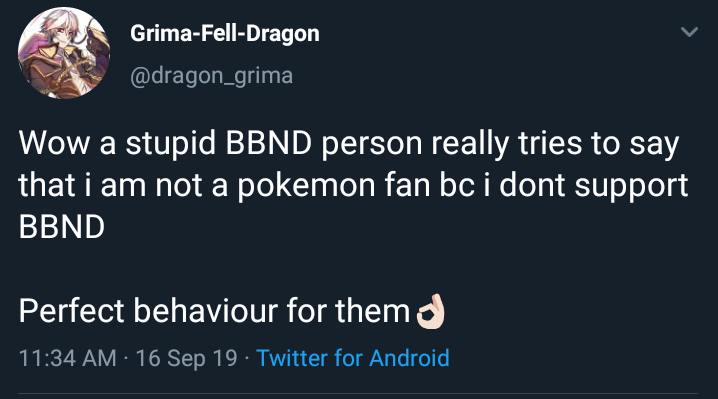 Grima-Fell-Dragon
@dragon_grima
Wow a stupid BBND person really tries to say
that i am not a pokemon fan bc i dont support
BBND
Perfect behaviour for them👌🏻
11:34 AM · 16 Sep 19 · Twitter for Android